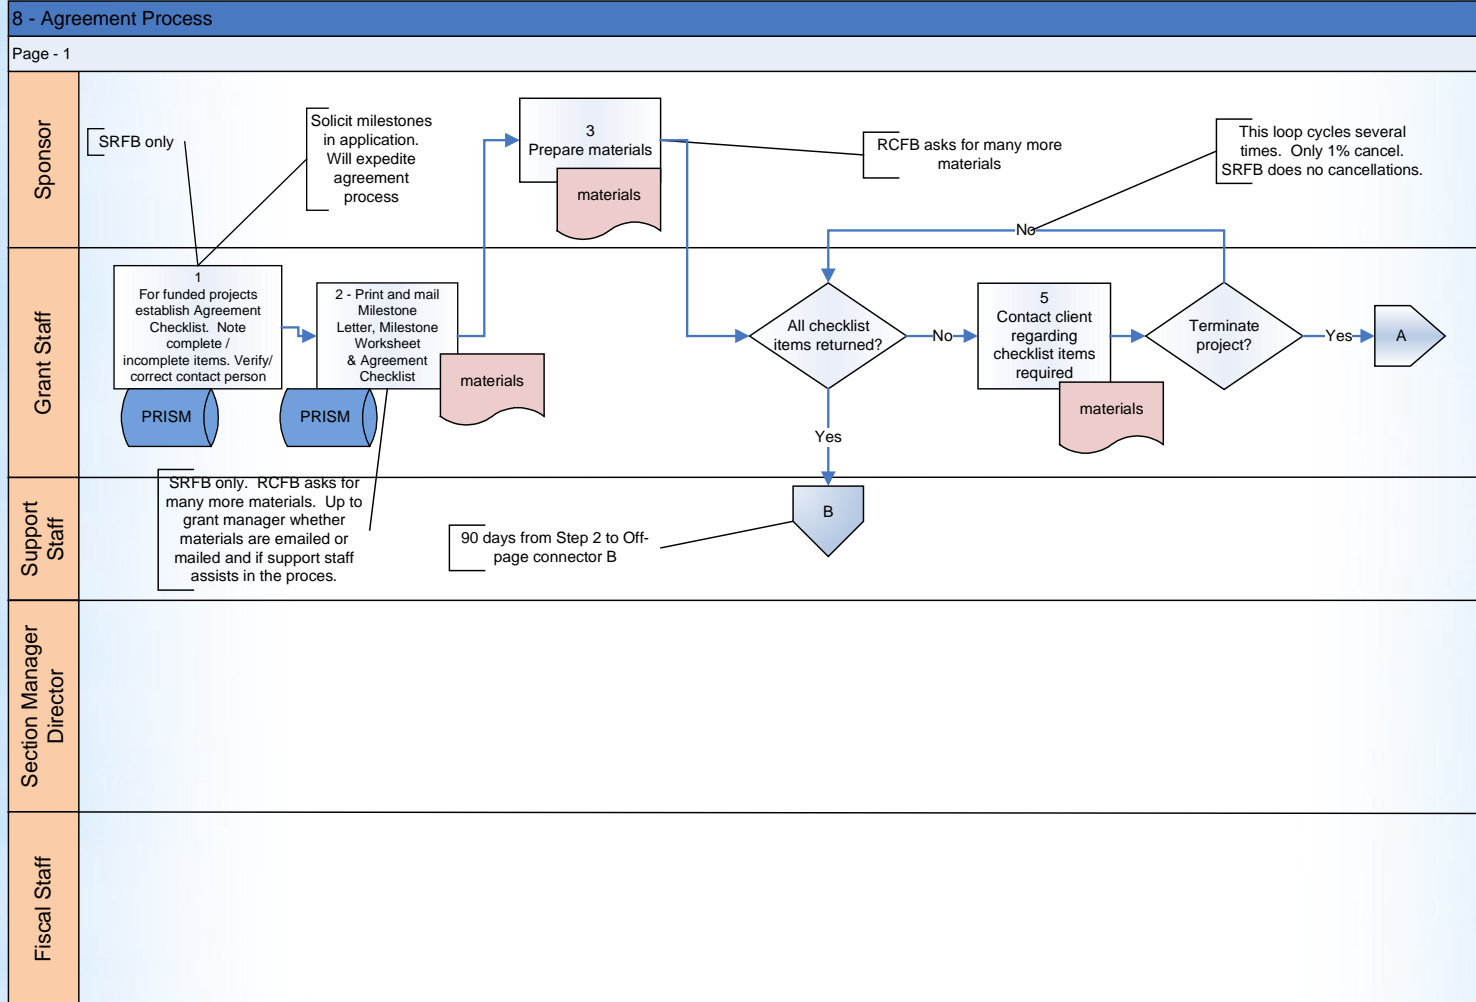 8 - Agreement Process
Page - 1
Sponsor
SRFB only
Solicit milestones
in application.
Will expedite
agreement
process
3
Prepare materials
materials
RCFB asks for many more
materials
This loop cycles several
times.  Only 1% cancel.
SRFB does no cancellations.
No
Grant Staff
1
For funded projects
establish Agreement
Checklist.  Note
complete /
incomplete items. Verify/
correct contact person
PRISM
2 - Print and mail
Milestone
Letter, Milestone
Worksheet
& Agreement
Checklist
PRISM
materials
All checklist
items returned?
No
5
Contact client
regarding
checklist items
required
materials
Terminate
project?
Yes
A
Yes
Support
Staff
SRFB only.  RCFB asks for
many more materials.  Up to
grant manager whether
materials are emailed or
mailed and if support staff
assists in the proces.
90 days from Step 2 to Off-
page connector B
B
Section Manager
Director
Fiscal Staff